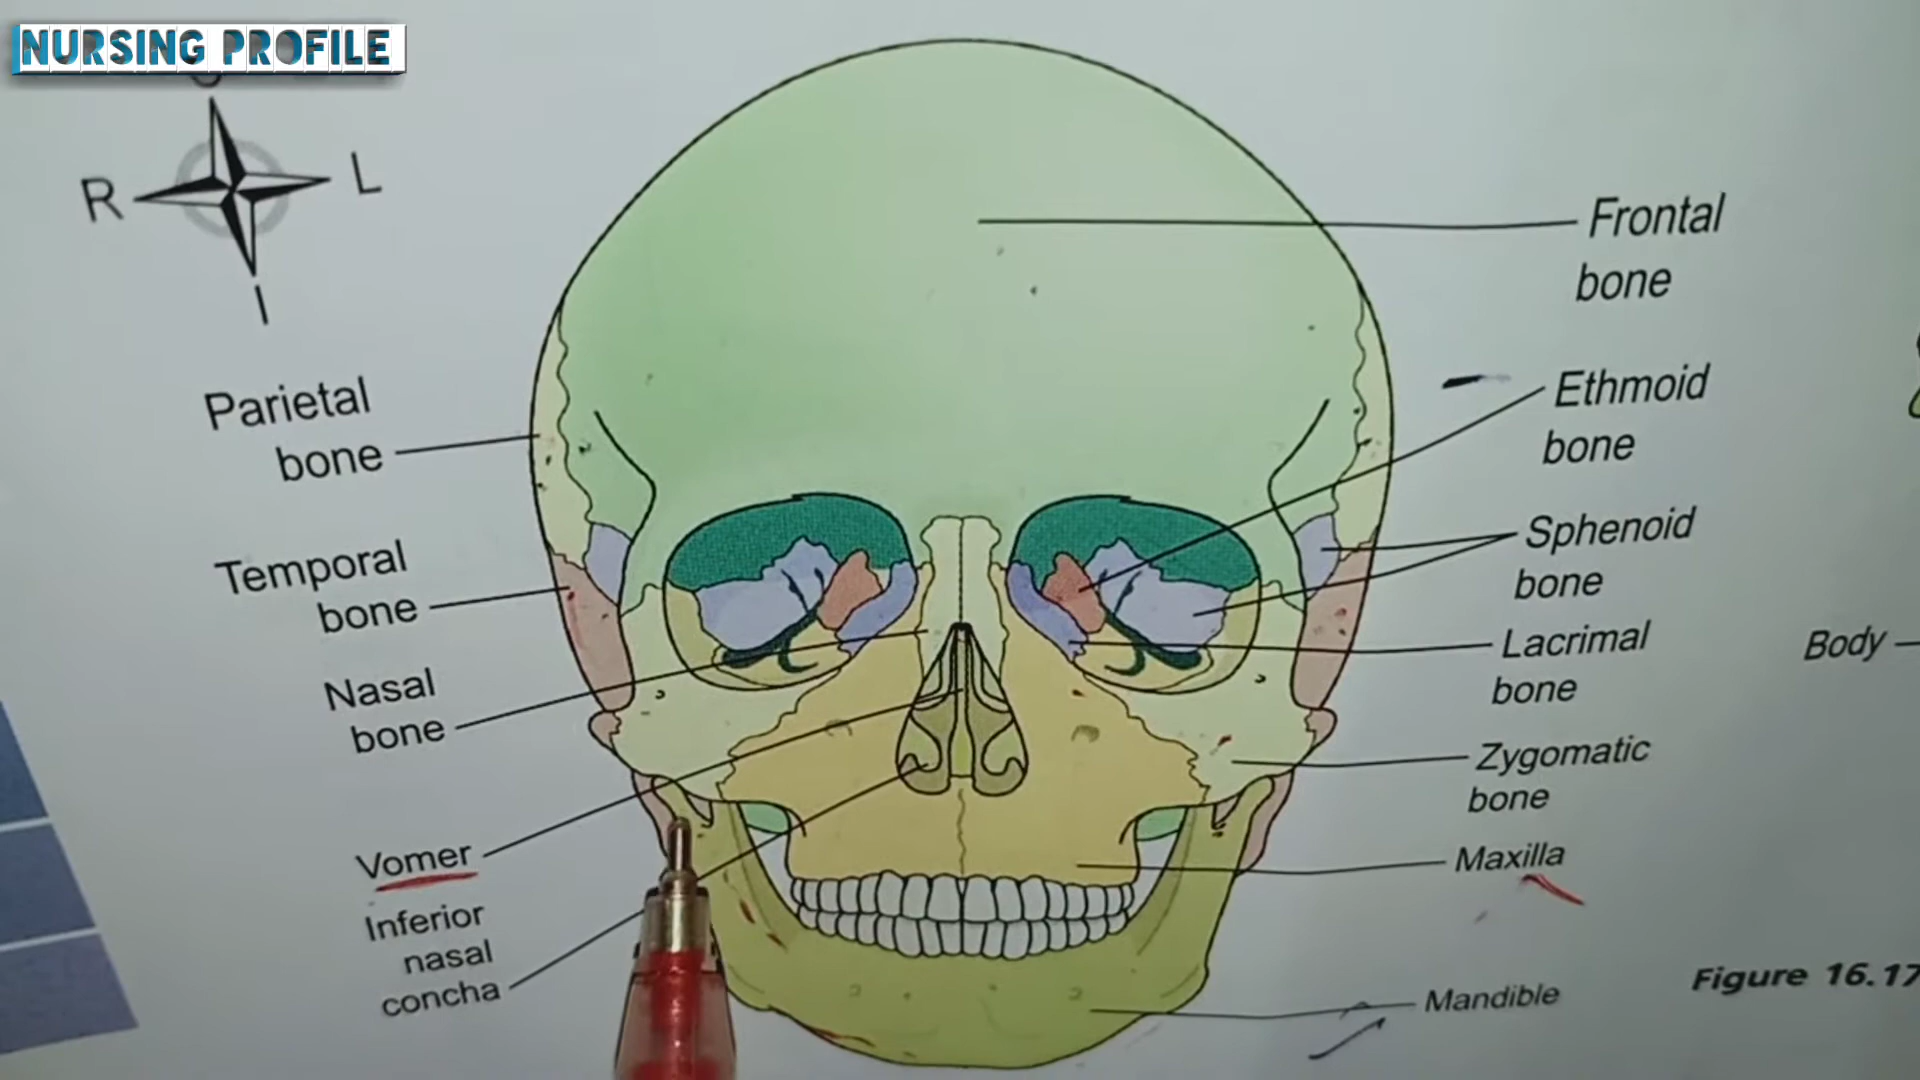 NURSING PROFILE
R
L
I
Frontal
bone
Parietal
bone
Ethmoid
bone
Temporal
bone
Sphenoid
bone
Nasal
bone
Lacrimal
bone
Body
Zygomatic
bone
Vomer
Maxilla
Inferior
nasal
concha
Mandible
Figure 16.17